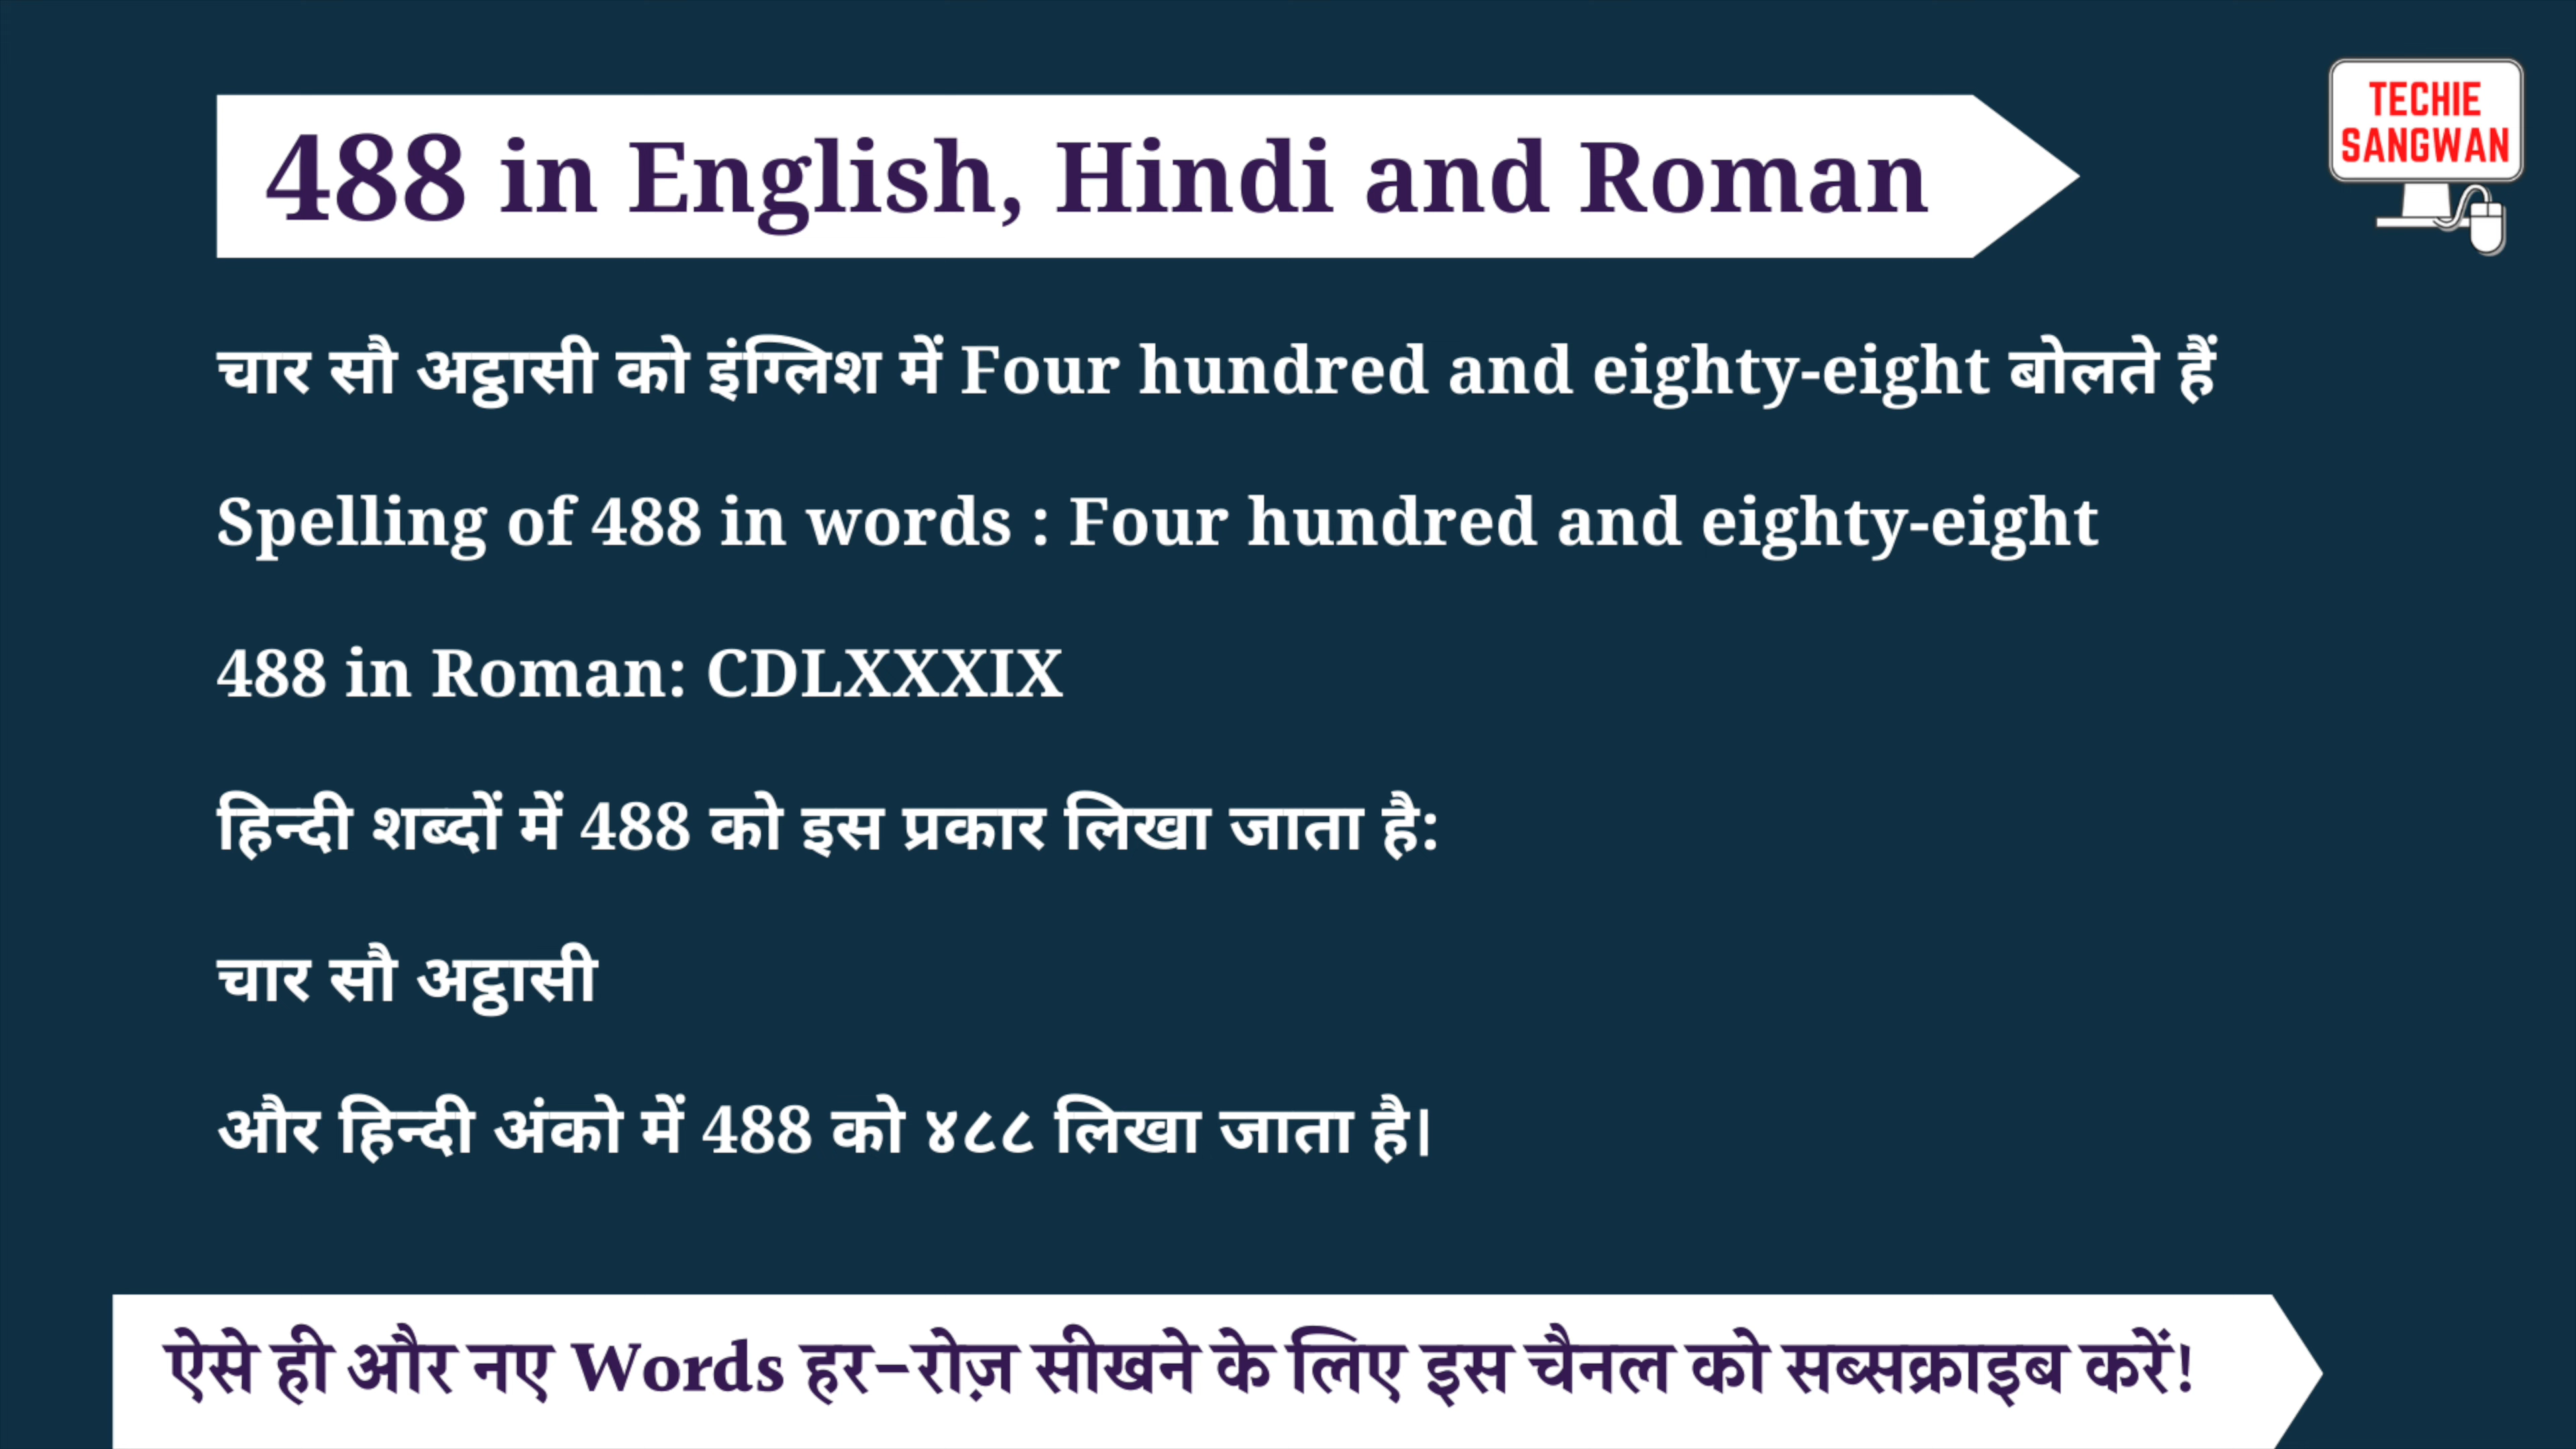 488 in English, Hindi and Roman
TECHIE
SANGWAN
चार सौ अट्ठासी को इंग्लिश में Four hundred and eighty-eight बोलते हैं
Spelling of 488 in words : Four hundred and eighty-eight
488 in Roman: CDLXXXIX
हिन्दी शब्दों में 488 को इस प्रकार लिखा जाता है:
चार सौ अट्ठासी
और हिन्दी अंको में 488 को ४८८ लिखा जाता है।
ऐसे ही और नए Words हर-रोज़ सीखने के लिए इस चैनल को सब्सक्राइब करें!